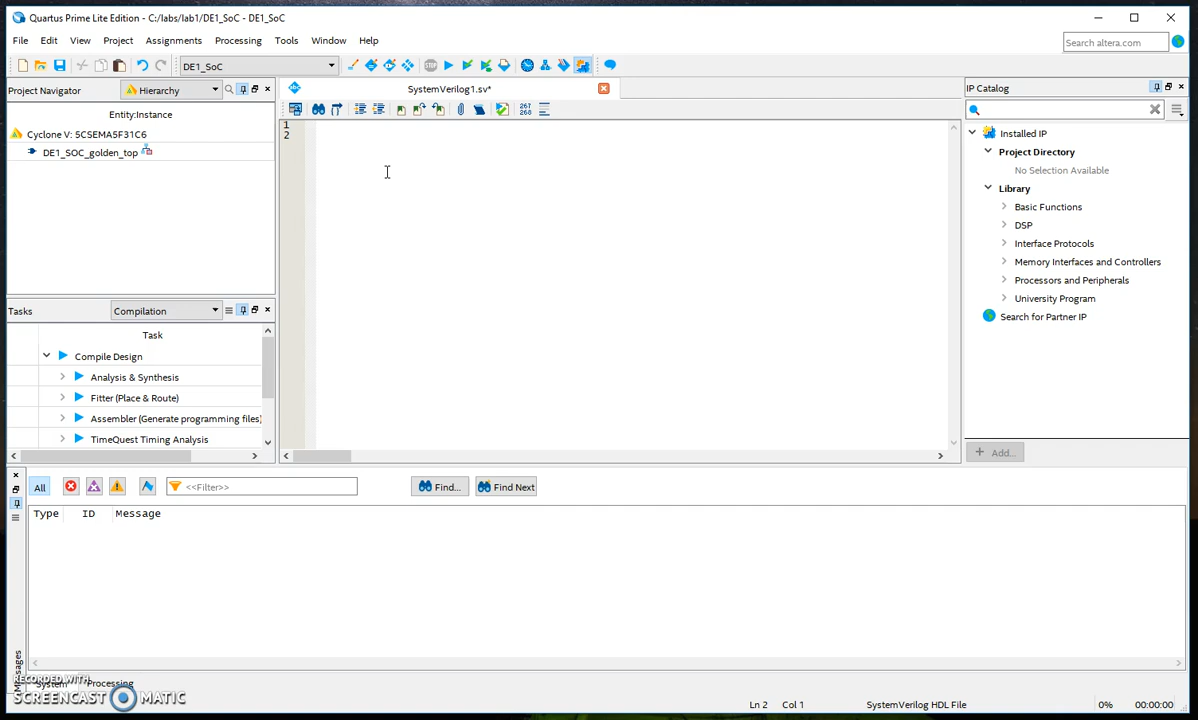 Quartus Prime Lite Edition - C:/labs/lab1/DE1_SoC - DE1_SoC
File Edit View Project Assignments Processing Tools Window Help
Search altera.com
DE1_SoC
Project Navigator Hierarchy
SystemVerilog1.sv*
IP Catalog
267
268
Entity:Instance
Cyclone V: 5CSEMA5F31C6
DE1_SOC_golden_top
1
2
Installed IP
Project Directory
No Selection Available
Library
Basic Functions
DSP
Interface Protocols
Memory Interfaces and Controllers
Processors and Peripherals
University Program
Search for Partner IP
Tasks Compilation
Task
Compile Design
Analysis & Synthesis
Fitter (Place & Route)
Assembler (Generate programming files)
TimeQuest Timing Analysis
+ Add...
All <<Filter>> Find... Find Next
Type ID Message
Messages
System Processing
RECORDED WITH
SCREENCAST MATIC
Ln 2 Col 1 SystemVerilog HDL File 0% 00:00:00